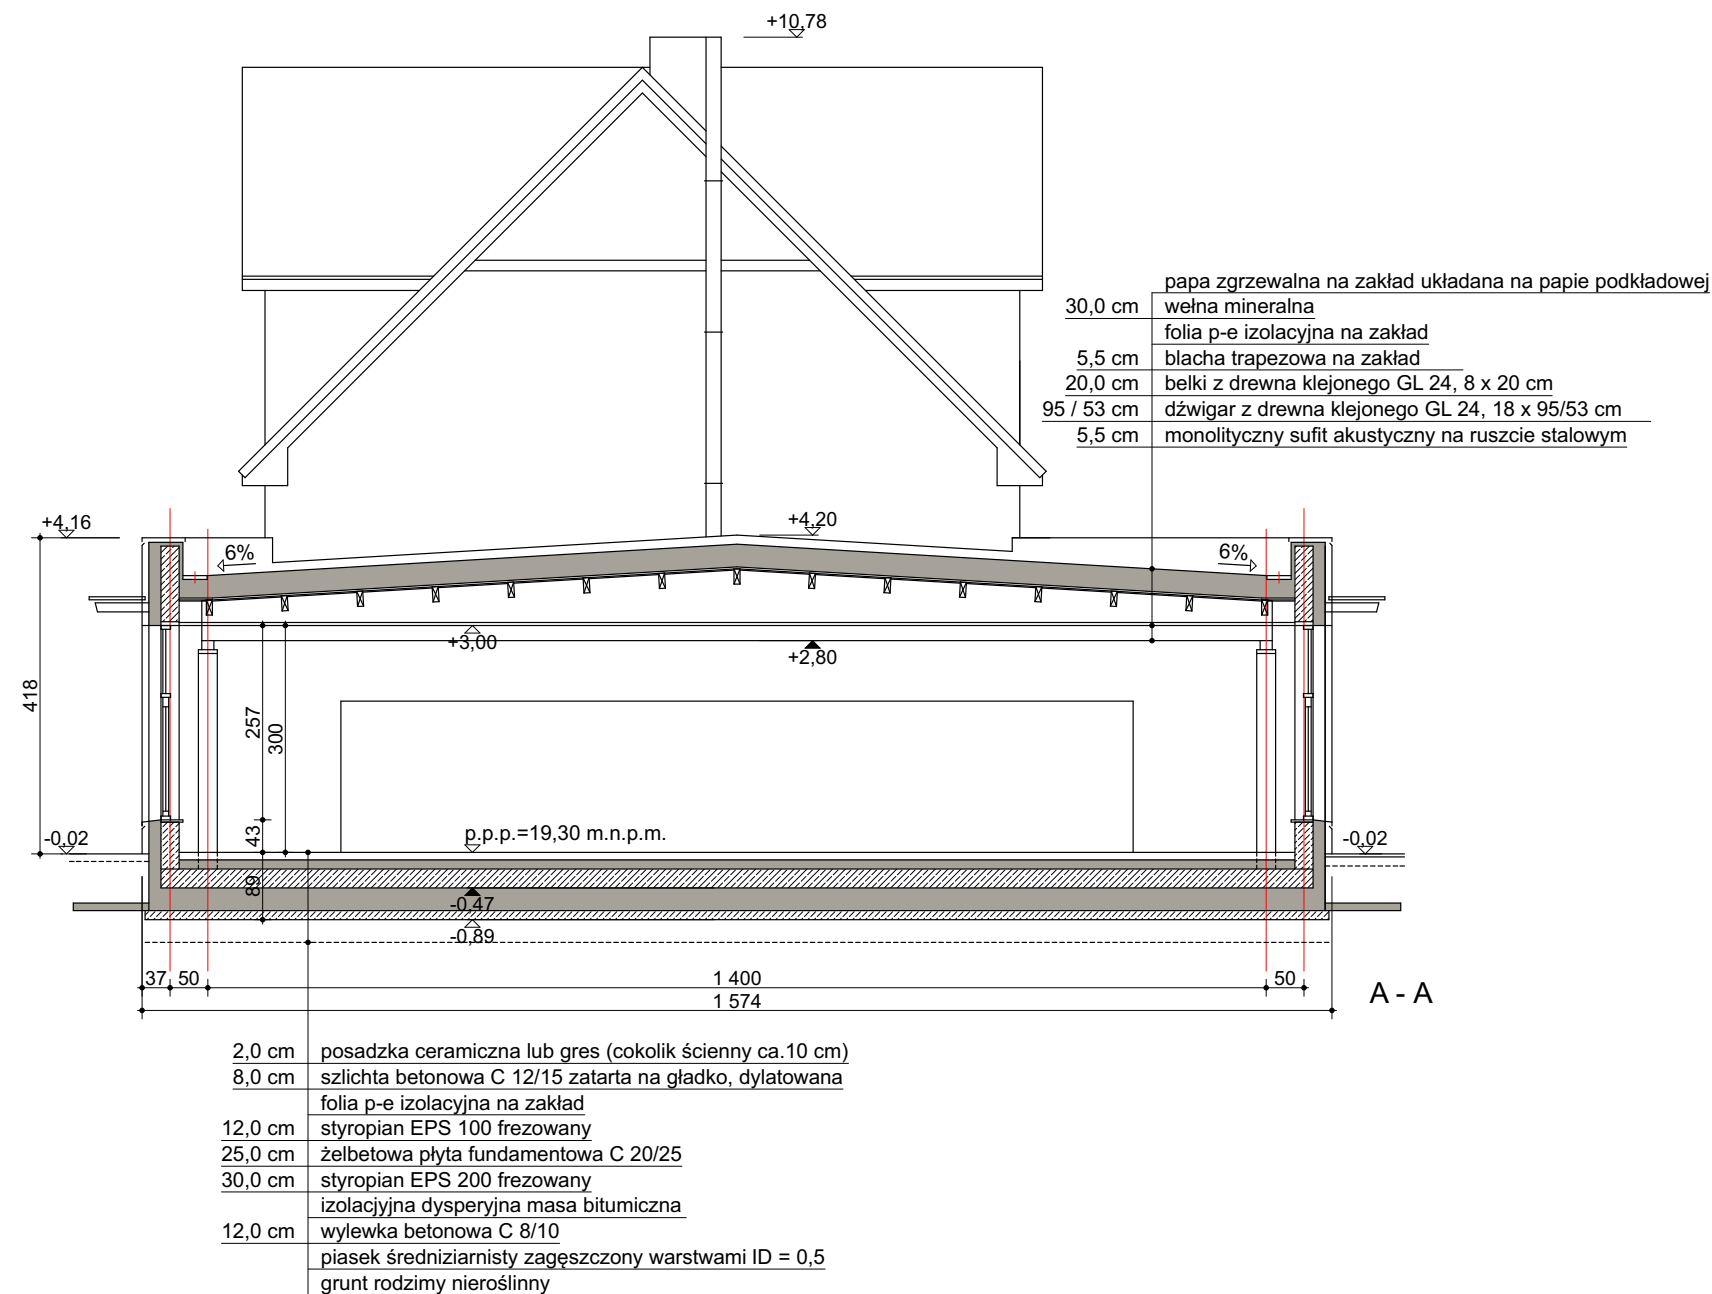 +10,78
papa zgrzewalna na zakład układana na papie podkładowej
30,0 cm wełna mineralna
folia p-e izolacyjna na zakład
5,5 cm blacha trapezowa na zakład
20,0 cm belki z drewna klejonego GL 24, 8 x 20 cm
95 / 53 cm dźwigar z drewna klejonego GL 24, 18 x 95/53 cm
5,5 cm monolityczny sufit akustyczny na ruszcie stalowym
+4,16
+4,20
6%
6%
+3,00
+2,80
418
257
300
43
89
p.p.p.=19,30 m.n.p.m.
-0,02
-0,02
-0,47
-0,89
37 50 1 400 50
1 574
A - A
2,0 cm posadzka ceramiczna lub gres (cokolik ścienny ca.10 cm)
8,0 cm szlichta betonowa C 12/15 zatarta na gładko, dylatowana
folia p-e izolacyjna na zakład
12,0 cm styropian EPS 100 frezowany
25,0 cm żelbetowa płyta fundamentowa C 20/25
30,0 cm styropian EPS 200 frezowany
izolacjyjna dysperyjna masa bitumiczna
12,0 cm wylewka betonowa C 8/10
piasek średniziarnisty zagęszczony warstwami ID = 0,5
grunt rodzimy nieroślinny